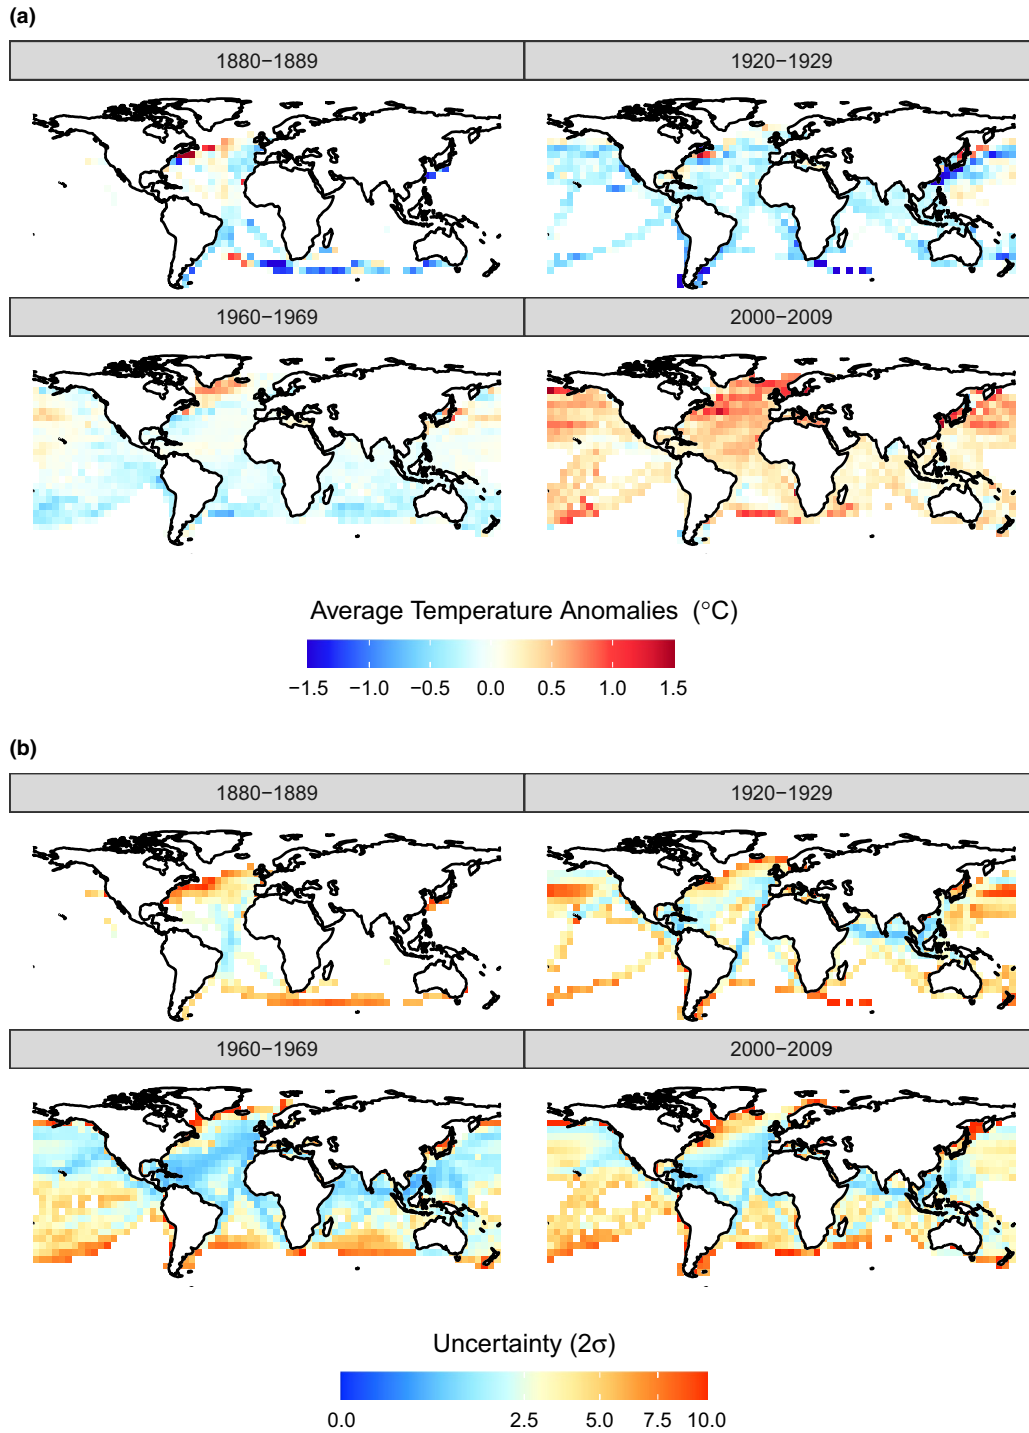 (a)
1880−1889 1920−1929
1960−1969 2000−2009
Average Temperature Anomalies (°C)
−1.5 −1.0 −0.5 0.0 0.5 1.0 1.5
(b)
1880−1889 1920−1929
1960−1969 2000−2009
Uncertainty (2σ)
0.0 2.5 5.0 7.5 10.0